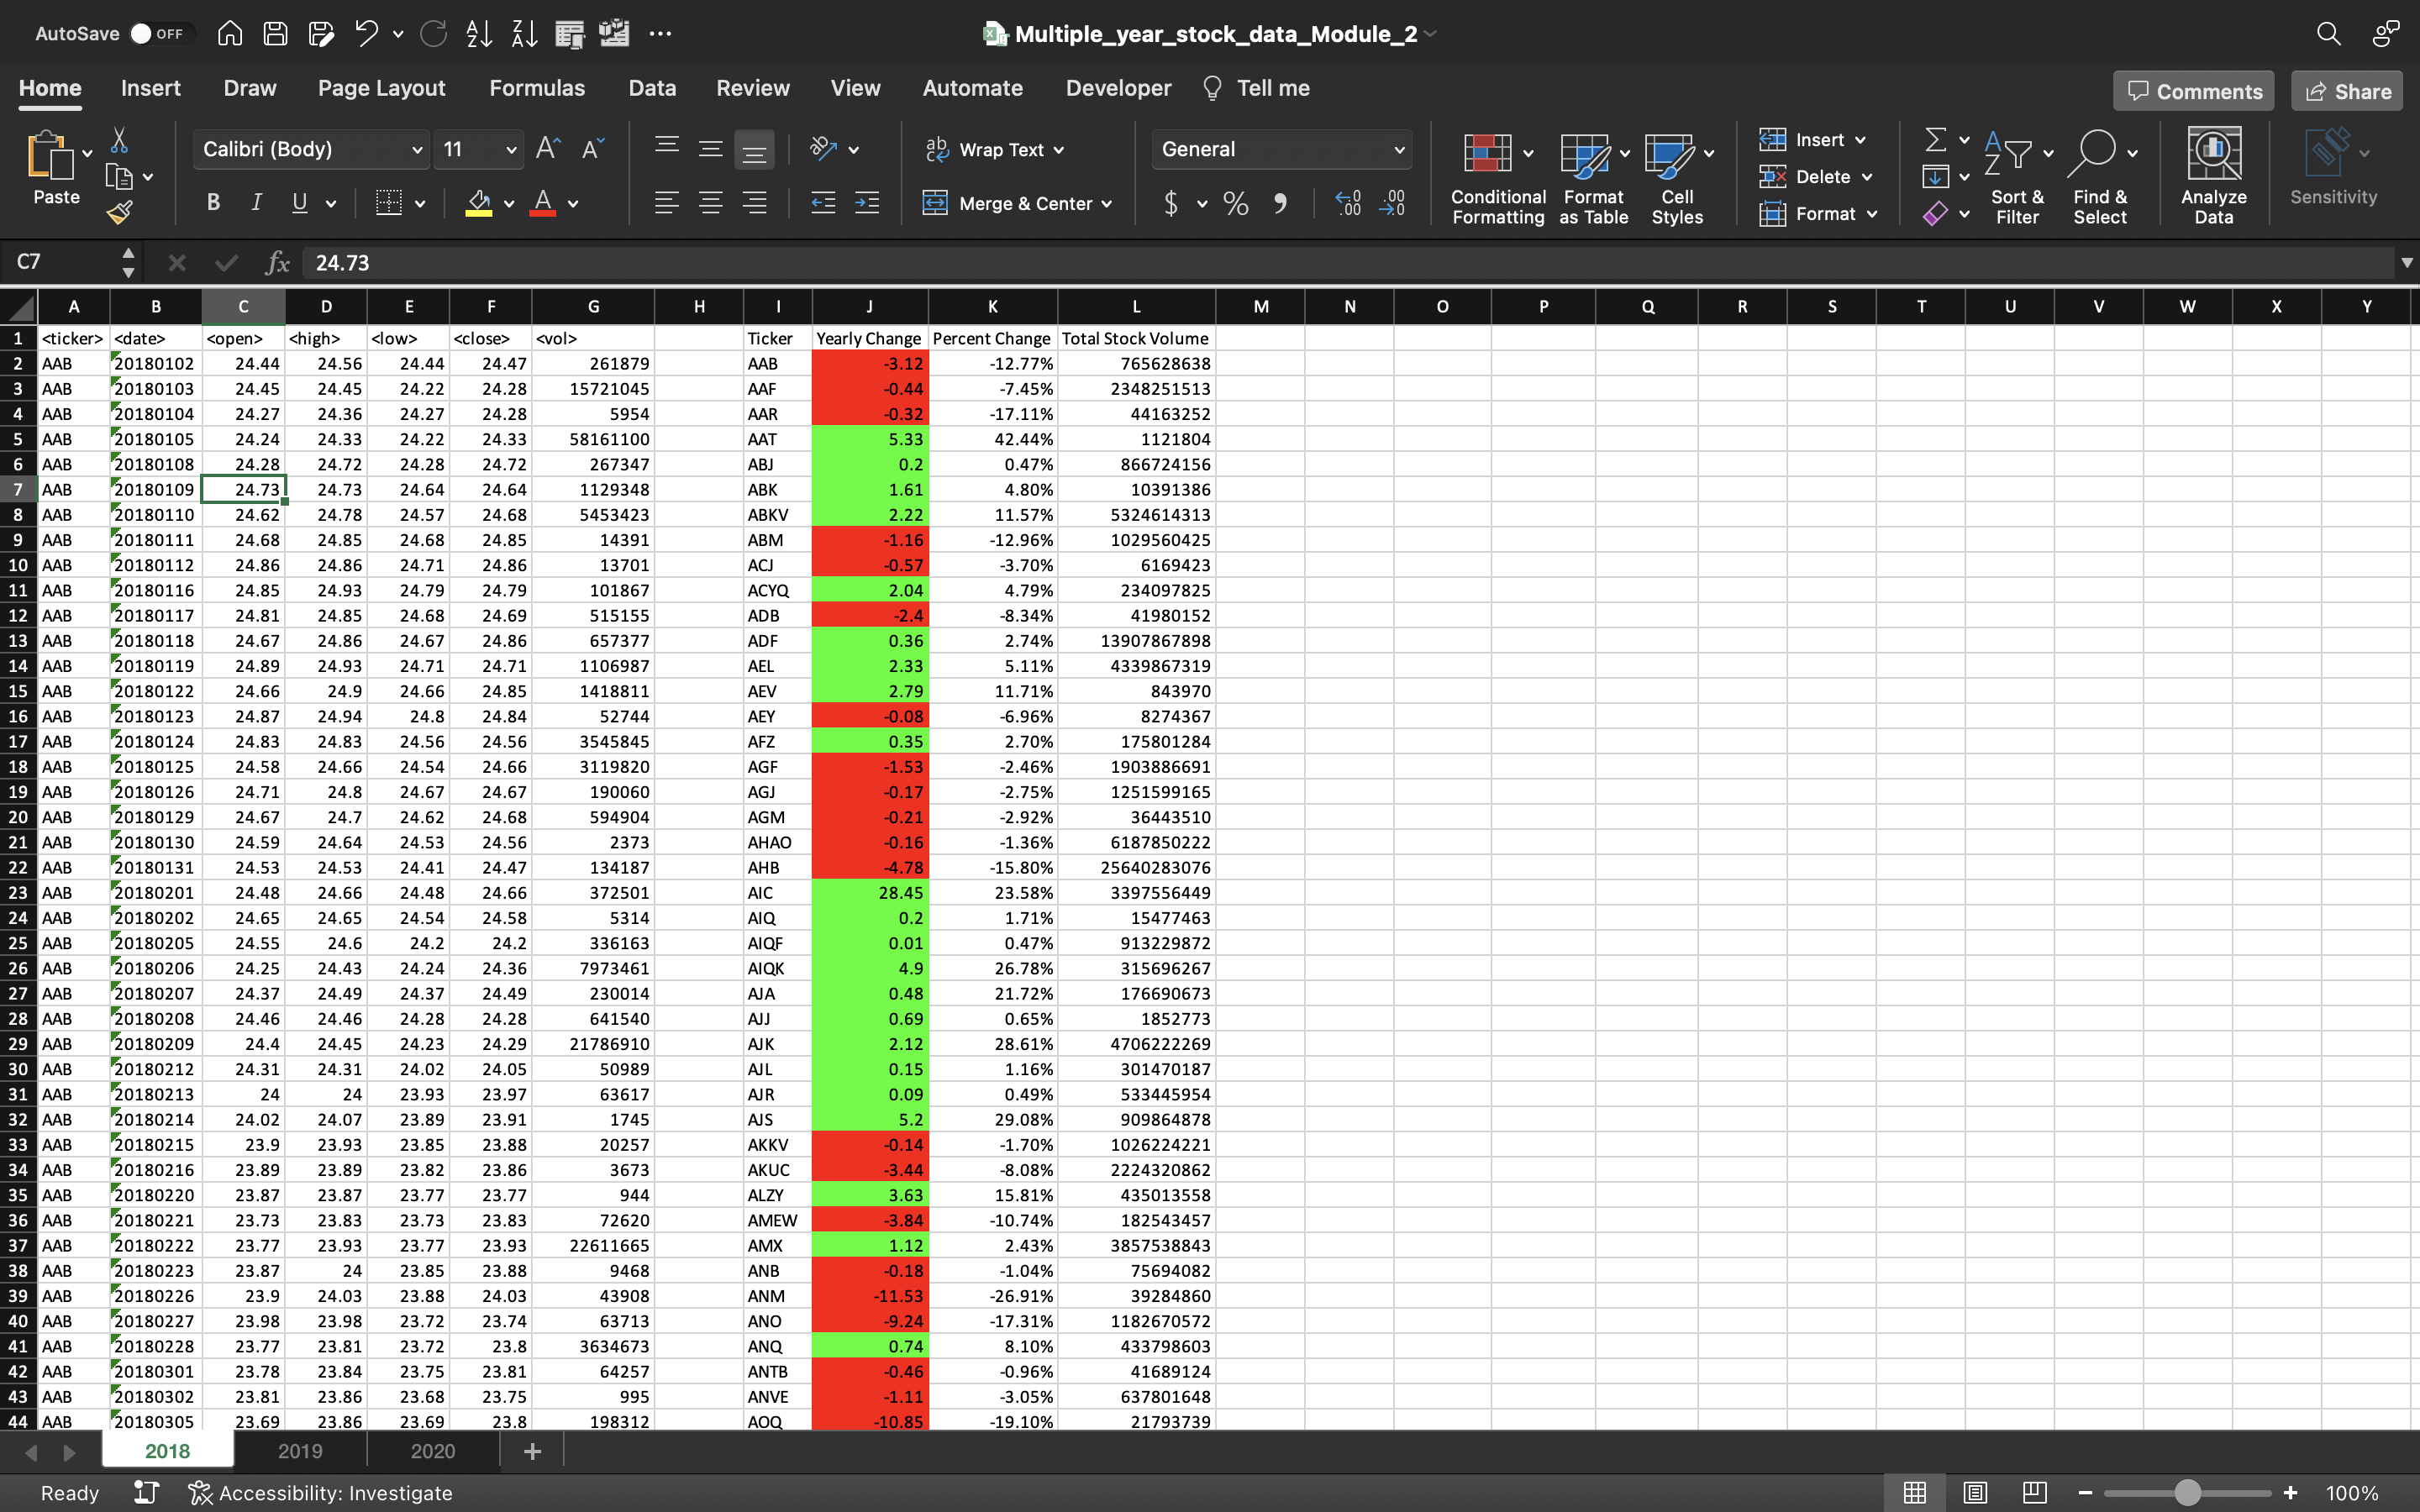 AutoSave OFF Multiple_year_stock_data_Module_2
Home Insert Draw Page Layout Formulas Data Review View Automate Developer Tell me Comments Share
Paste Calibri (Body) 11 Wrap Text General Conditional Formatting Format as Table Cell Styles Insert Sort & Filter Find & Select Analyze Data Sensitivity
B I U A Merge & Center $ % Delete
Format
C7 fx 24.73
A B C D E F G H I J K L M N O P Q R S T U V W X Y
1 <ticker> <date> <open> <high> <low> <close> <vol> Ticker Yearly Change Percent Change Total Stock Volume
2 AAB 20180102 24.44 24.56 24.44 24.47 261879 AAB -3.12 -12.77% 765628638
3 AAB 20180103 24.45 24.45 24.22 24.28 15721045 AAF -0.44 -7.45% 2348251513
4 AAB 20180104 24.27 24.36 24.27 24.28 5954 AAR -0.32 -17.11% 44163252
5 AAB 20180105 24.24 24.33 24.22 24.33 58161100 AAT 5.33 42.44% 1121804
6 AAB 20180108 24.28 24.72 24.28 24.72 267347 ABJ 0.2 0.47% 866724156
7 AAB 20180109 24.73 24.73 24.64 24.64 1129348 ABK 1.61 4.80% 10391386
8 AAB 20180110 24.62 24.78 24.57 24.68 5453423 ABKV 2.22 11.57% 5324614313
9 AAB 20180111 24.68 24.85 24.68 24.85 14391 ABM -1.16 -12.96% 1029560425
10 AAB 20180112 24.86 24.86 24.71 24.86 13701 ACJ -0.57 -3.70% 6169423
11 AAB 20180116 24.85 24.93 24.79 24.79 101867 ACYQ 2.04 4.79% 234097825
12 AAB 20180117 24.81 24.85 24.68 24.69 515155 ADB -2.4 -8.34% 41980152
13 AAB 20180118 24.67 24.86 24.67 24.86 657377 ADF 0.36 2.74% 13907867898
14 AAB 20180119 24.89 24.93 24.71 24.71 1106987 AEL 2.33 5.11% 4339867319
15 AAB 20180122 24.66 24.9 24.66 24.85 1418811 AEV 2.79 11.71% 843970
16 AAB 20180123 24.87 24.94 24.8 24.84 52744 AEY -0.08 -6.96% 8274367
17 AAB 20180124 24.83 24.83 24.56 24.56 3545845 AFZ 0.35 2.70% 175801284
18 AAB 20180125 24.58 24.66 24.54 24.66 3119820 AGF -1.53 -2.46% 1903886691
19 AAB 20180126 24.71 24.8 24.67 24.67 190060 AGJ -0.17 -2.75% 1251599165
20 AAB 20180129 24.67 24.7 24.62 24.68 594904 AGM -0.21 -2.92% 36443510
21 AAB 20180130 24.59 24.64 24.53 24.56 2373 AHAO -0.16 -1.36% 6187850222
22 AAB 20180131 24.53 24.53 24.41 24.47 134187 AHB -4.78 -15.80% 25640283076
23 AAB 20180201 24.48 24.66 24.48 24.66 372501 AIC 28.45 23.58% 3397556449
24 AAB 20180202 24.65 24.65 24.54 24.58 5314 AIQ 0.2 1.71% 15477463
25 AAB 20180205 24.55 24.6 24.2 24.2 336163 AIQF 0.01 0.47% 913229872
26 AAB 20180206 24.25 24.43 24.24 24.36 7973461 AIQK 4.9 26.78% 315696267
27 AAB 20180207 24.37 24.49 24.37 24.49 230014 AJA 0.48 21.72% 176690673
28 AAB 20180208 24.46 24.46 24.28 24.28 641540 AJJ 0.69 0.65% 1852773
29 AAB 20180209 24.4 24.45 24.23 24.29 21786910 AJK 2.12 28.61% 4706222269
30 AAB 20180212 24.31 24.31 24.02 24.05 50989 AJL 0.15 1.16% 301470187
31 AAB 20180213 24 24 23.93 23.97 63617 AJR 0.09 0.49% 533445954
32 AAB 20180214 24.02 24.07 23.89 23.91 1745 AJS 5.2 29.08% 909864878
33 AAB 20180215 23.9 23.93 23.85 23.88 20257 AKKV -0.14 -1.70% 1026224221
34 AAB 20180216 23.89 23.89 23.82 23.86 3673 AKUC -3.44 -8.08% 2224320862
35 AAB 20180220 23.87 23.87 23.77 23.77 944 ALZY 3.63 15.81% 435013558
36 AAB 20180221 23.73 23.83 23.73 23.83 72620 AMEW -3.84 -10.74% 182543457
37 AAB 20180222 23.77 23.93 23.77 23.93 22611665 AMX 1.12 2.43% 3857538843
38 AAB 20180223 23.87 24 23.85 23.88 9468 ANB -0.18 -1.04% 75694082
39 AAB 20180226 23.9 24.03 23.88 24.03 43908 ANM -11.53 -26.91% 39284860
40 AAB 20180227 23.98 23.98 23.72 23.74 63713 ANO -9.24 -17.31% 1182670572
41 AAB 20180228 23.77 23.81 23.72 23.8 3634673 ANQ 0.74 8.10% 433798603
42 AAB 20180301 23.78 23.84 23.75 23.81 64257 ANTB -0.46 -0.96% 41689124
43 AAB 20180302 23.81 23.86 23.68 23.75 995 ANVE -1.11 -3.05% 637801648
44 AAB 20180305 23.69 23.86 23.69 23.8 198312 AOQ -10.85 -19.10% 21793739
2018 2019 2020 +
Ready Accessibility: Investigate 100%